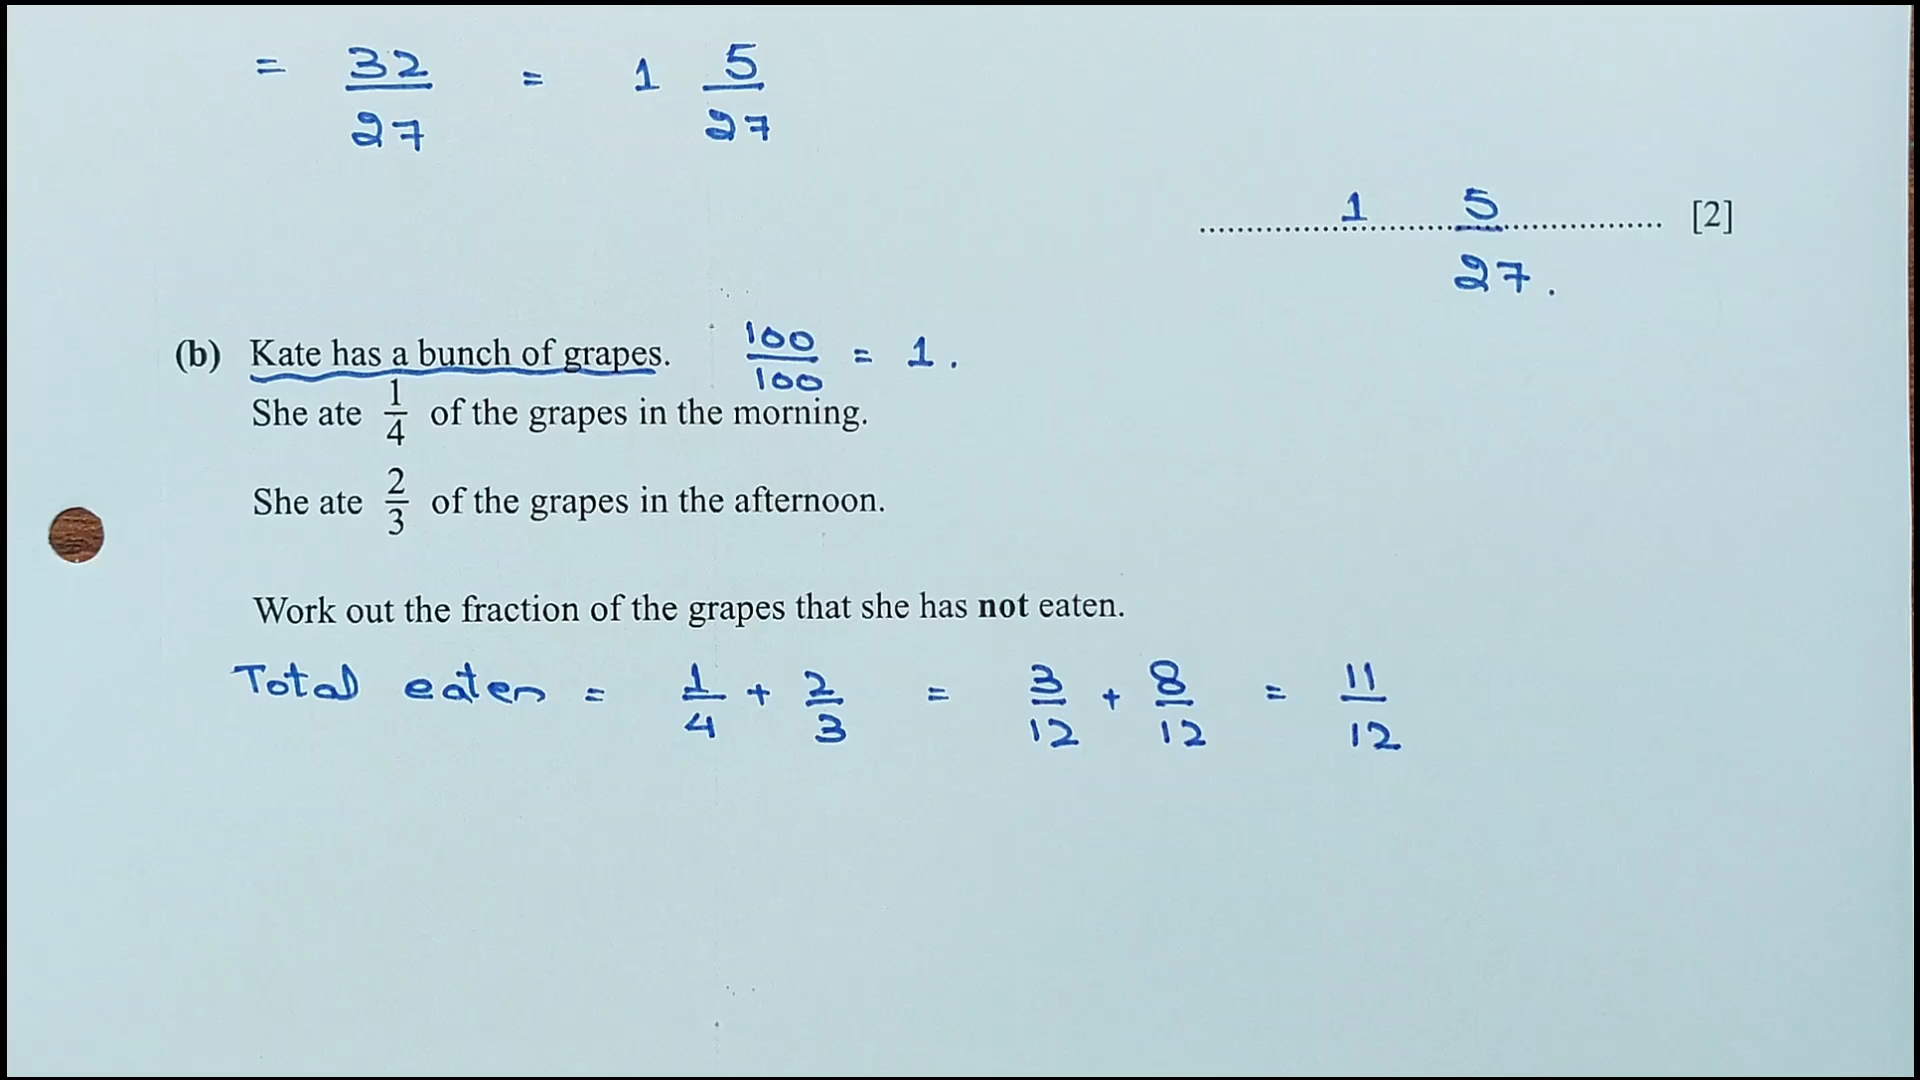 = 32/27 = 1 5/27
1 5/27. [2]
(b) Kate has a bunch of grapes. 100/100 = 1.
She ate 1/4 of the grapes in the morning.
She ate 2/3 of the grapes in the afternoon.
Work out the fraction of the grapes that she has not eaten.
Total eaten = 1/4 + 2/3 = 3/12 + 8/12 = 11/12